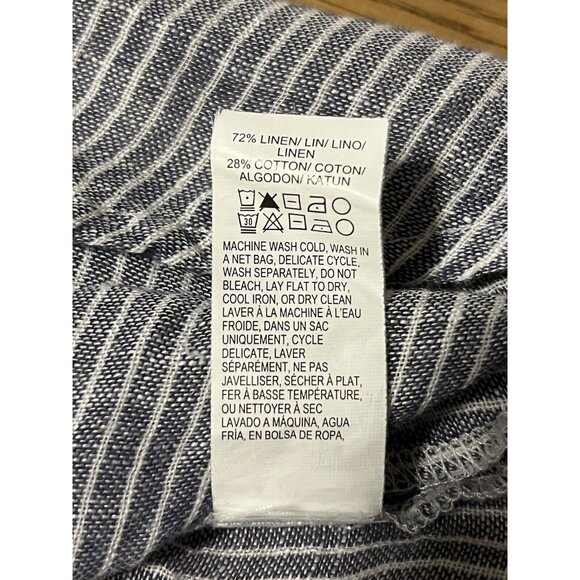 72% LINEN/ LIN/ LINO/
LINEN
28% COTTON/ COTON/
ALGODON/ KATUN
30
MACHINE WASH COLD, WASH IN
A NET BAG, DELICATE CYCLE,
WASH SEPARATELY, DO NOT
BLEACH, LAY FLAT TO DRY,
COOL IRON, OR DRY CLEAN
LAVER À LA MACHINE À L'EAU
FROIDE, DANS UN SAC
UNIQUEMENT, CYCLE
DELICATE, LAVER
SÉPARÉMENT, NE PAS
JAVELLISER, SÉCHER À PLAT,
FER À BASSE TEMPÉRATURE,
OU NETTOYER À SEC
LAVADO A MÁQUINA, AGUA
FRÍA, EN BOLSA DE ROPA,